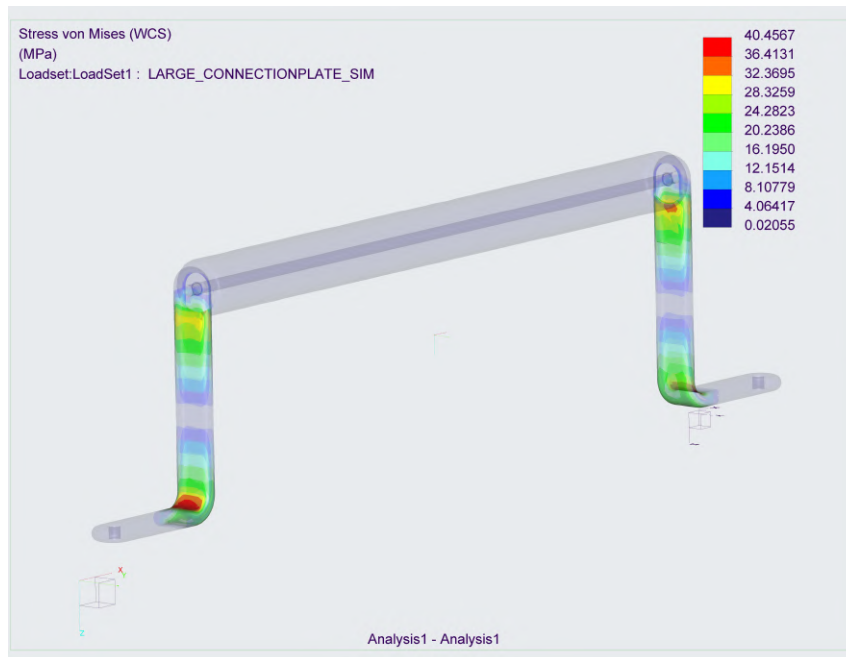 Stress von Mises (WCS)
(MPa)
Loadset:LoadSet1 : LARGE_CONNECTIONPLATE_SIM
40.4567
36.4131
32.3695
28.3259
24.2823
20.2386
16.1950
12.1514
8.10779
4.06417
0.02055
X
Y
Z
Analysis1 - Analysis1